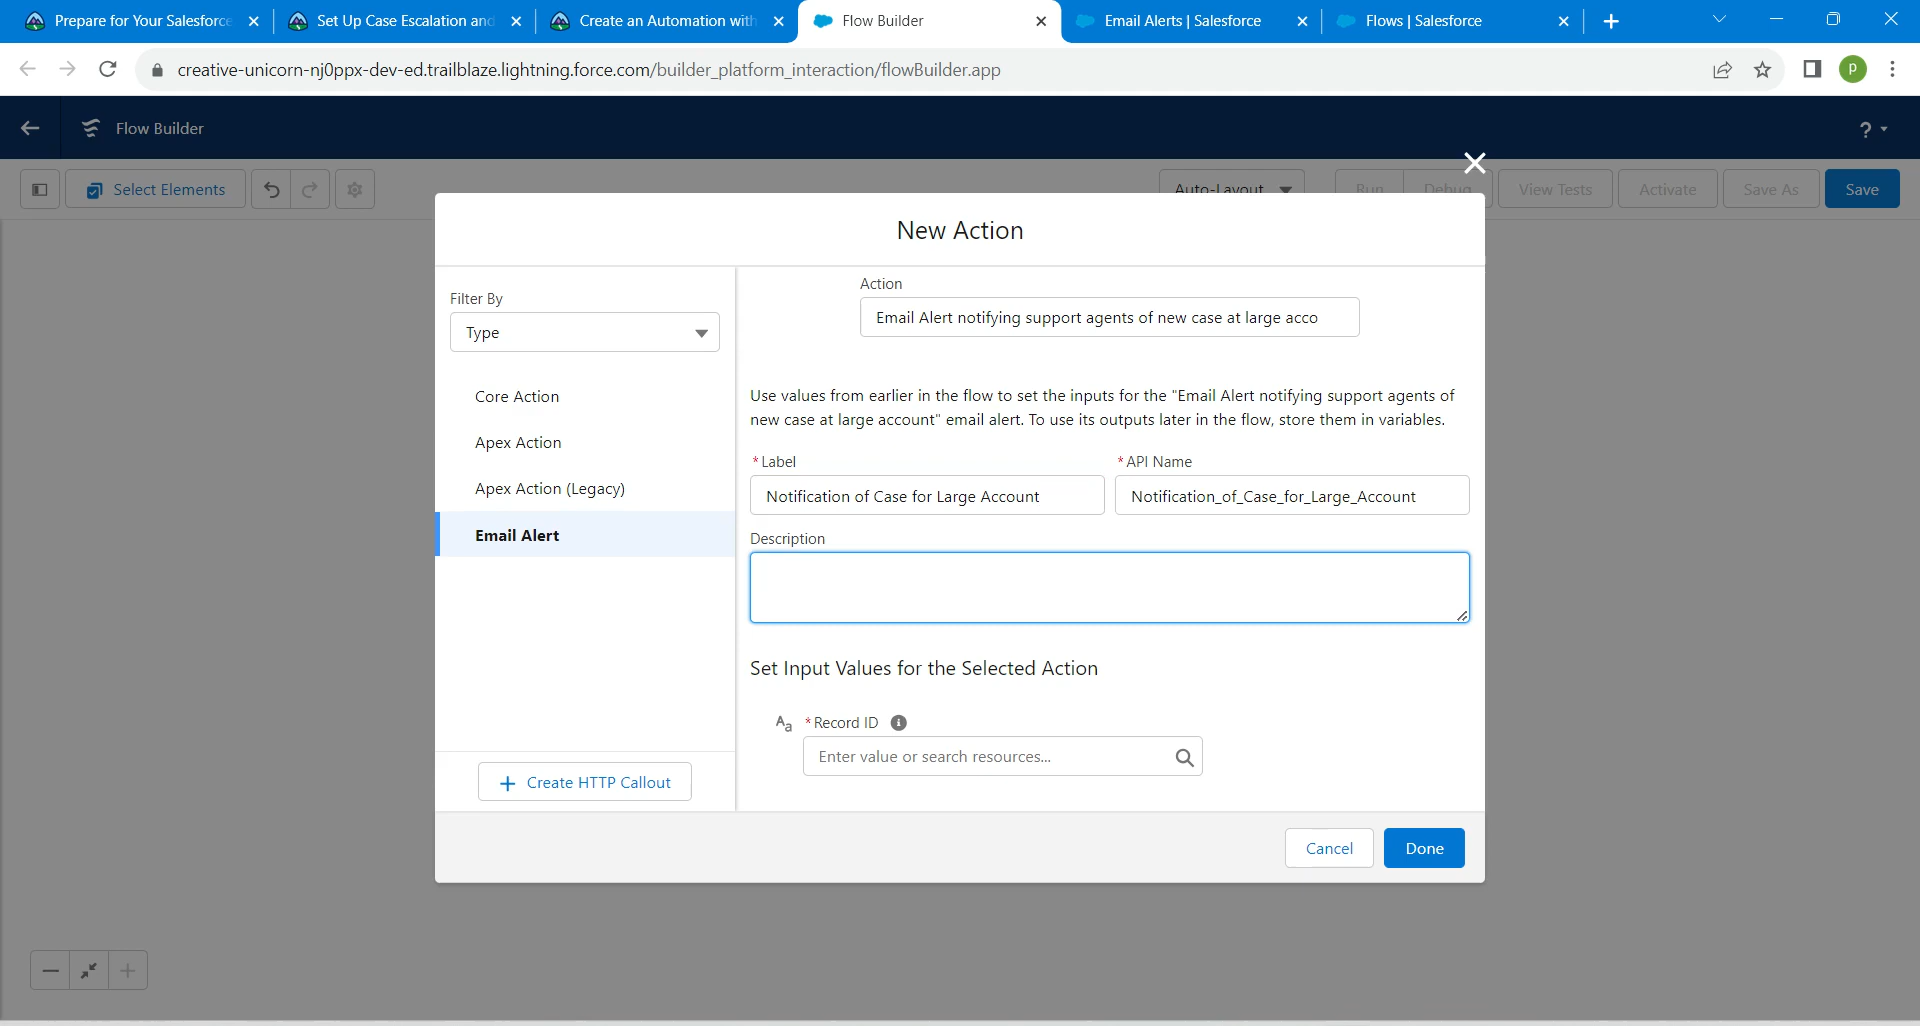 Prepare for Your Salesforce
Set Up Case Escalation and
Create an Automation with
Flow Builder
Email Alerts | Salesforce
Flows | Salesforce
creative-unicorn-nj0ppx-dev-ed.trailblaze.lightning.force.com/builder_platform_interaction/flowBuilder.app
P
Flow Builder
?
Select Elements
Auto-Layout
Run
Debug
View Tests
Activate
Save As
Save
New Action
Filter By
Type
Core Action
Apex Action
Apex Action (Legacy)
Email Alert
+ Create HTTP Callout
Action
Email Alert notifying support agents of new case at large acco
Use values from earlier in the flow to set the inputs for the "Email Alert notifying support agents of
new case at large account" email alert. To use its outputs later in the flow, store them in variables.
*Label
*API Name
Notification of Case for Large Account
Notification_of_Case_for_Large_Account
Description
Set Input Values for the Selected Action
Aa *Record ID
Enter value or search resources...
Cancel
Done